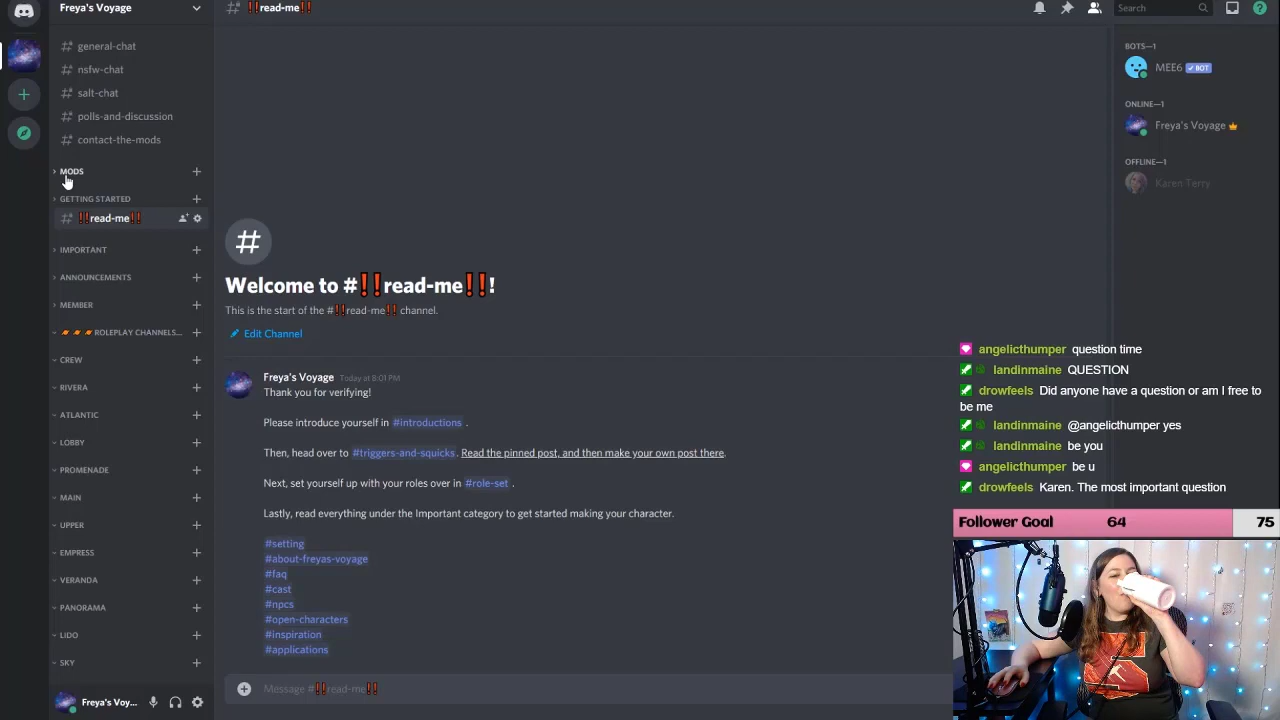 Freya's Voyage
general-chat
nsfw-chat
salt-chat
polls-and-discussion
contact-the-mods
MODS
GETTING STARTED
‼️read-me‼️
IMPORTANT
ANNOUNCEMENTS
MEMBER
ROLEPLAY CHANNELS...
CREW
RIVERA
ATLANTIC
LOBBY
PROMENADE
MAIN
UPPER
EMPRESS
VERANDA
PANORAMA
LIDO
SKY
Freya's Voy...
# ‼️read-me‼️
Search
Welcome to #‼️read-me‼️!
This is the start of the #‼️read-me‼️ channel.
Edit Channel
Freya's Voyage Today at 8:01 PM
Thank you for verifying!
Please introduce yourself in #introductions .
Then, head over to #triggers-and-squicks. Read the pinned post, and then make your own post there.
Next, set yourself up with your roles over in #role-set .
Lastly, read everything under the Important category to get started making your character.
#setting
#about-freyas-voyage
#faq
#cast
#npcs
#open-characters
#inspiration
#applications
Message #‼️read-me‼️
BOTS—1
MEE6 BOT
ONLINE—1
Freya's Voyage
OFFLINE—1
Karen Terry
angelicthumper question time
landinmaine QUESTION
drowfeels Did anyone have a question or am I free to
be me
landinmaine @angelicthumper yes
landinmaine be you
angelicthumper be u
drowfeels Karen. The most important question
Follower Goal 64 75